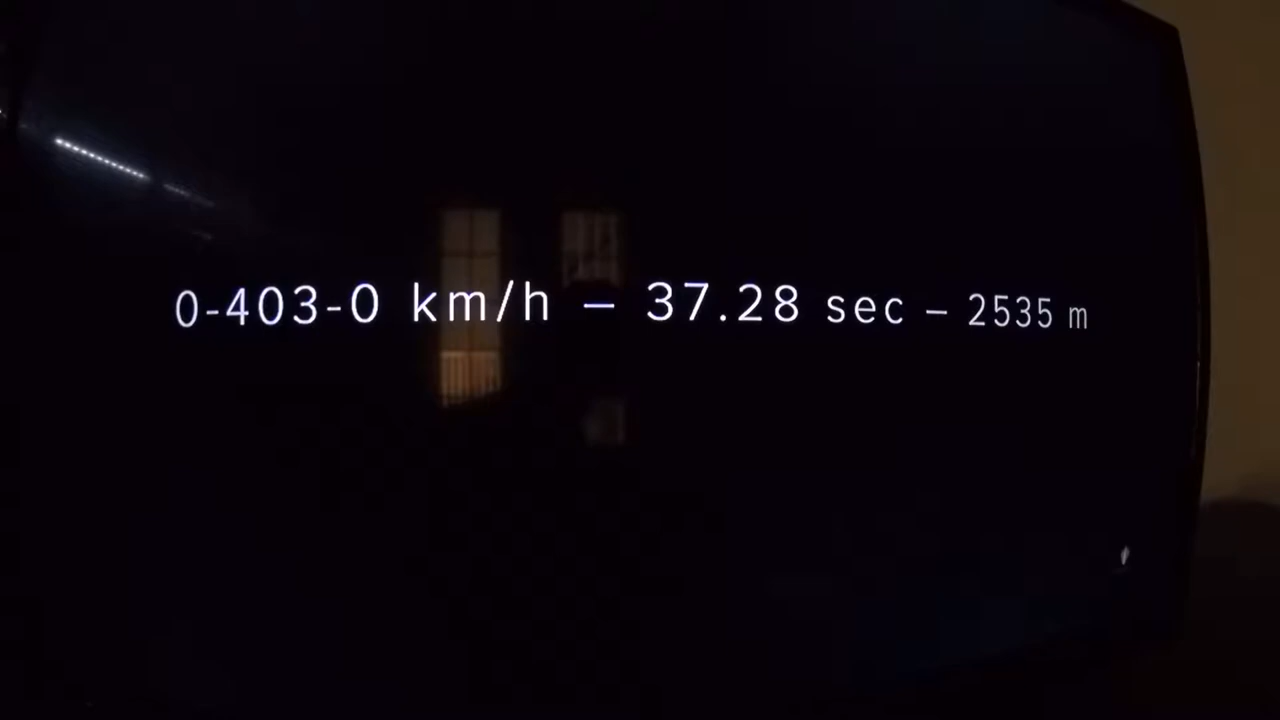 0-403-0 km/h – 37.28 sec – 2535 m